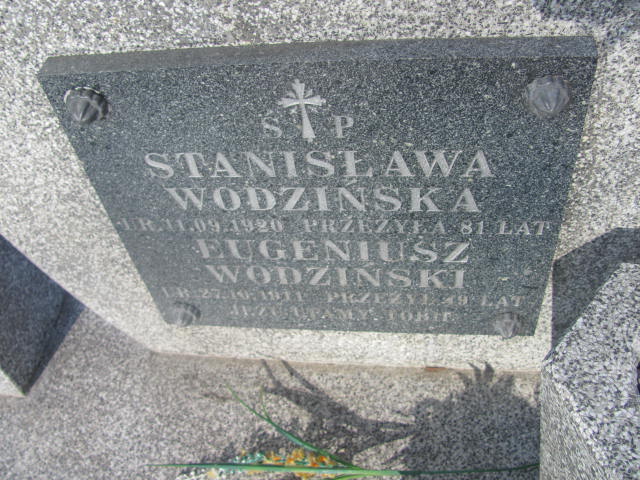 Ś P
STANISŁAWA
WODZIŃSKA
UR. 11.09.1920 PRZEŻYŁA 81 LAT
EUGENIUSZ
WODZIŃSKI
UR. 27.10.1911 PRZEŻYŁ LAT
JEZU UFAMY TOBIE